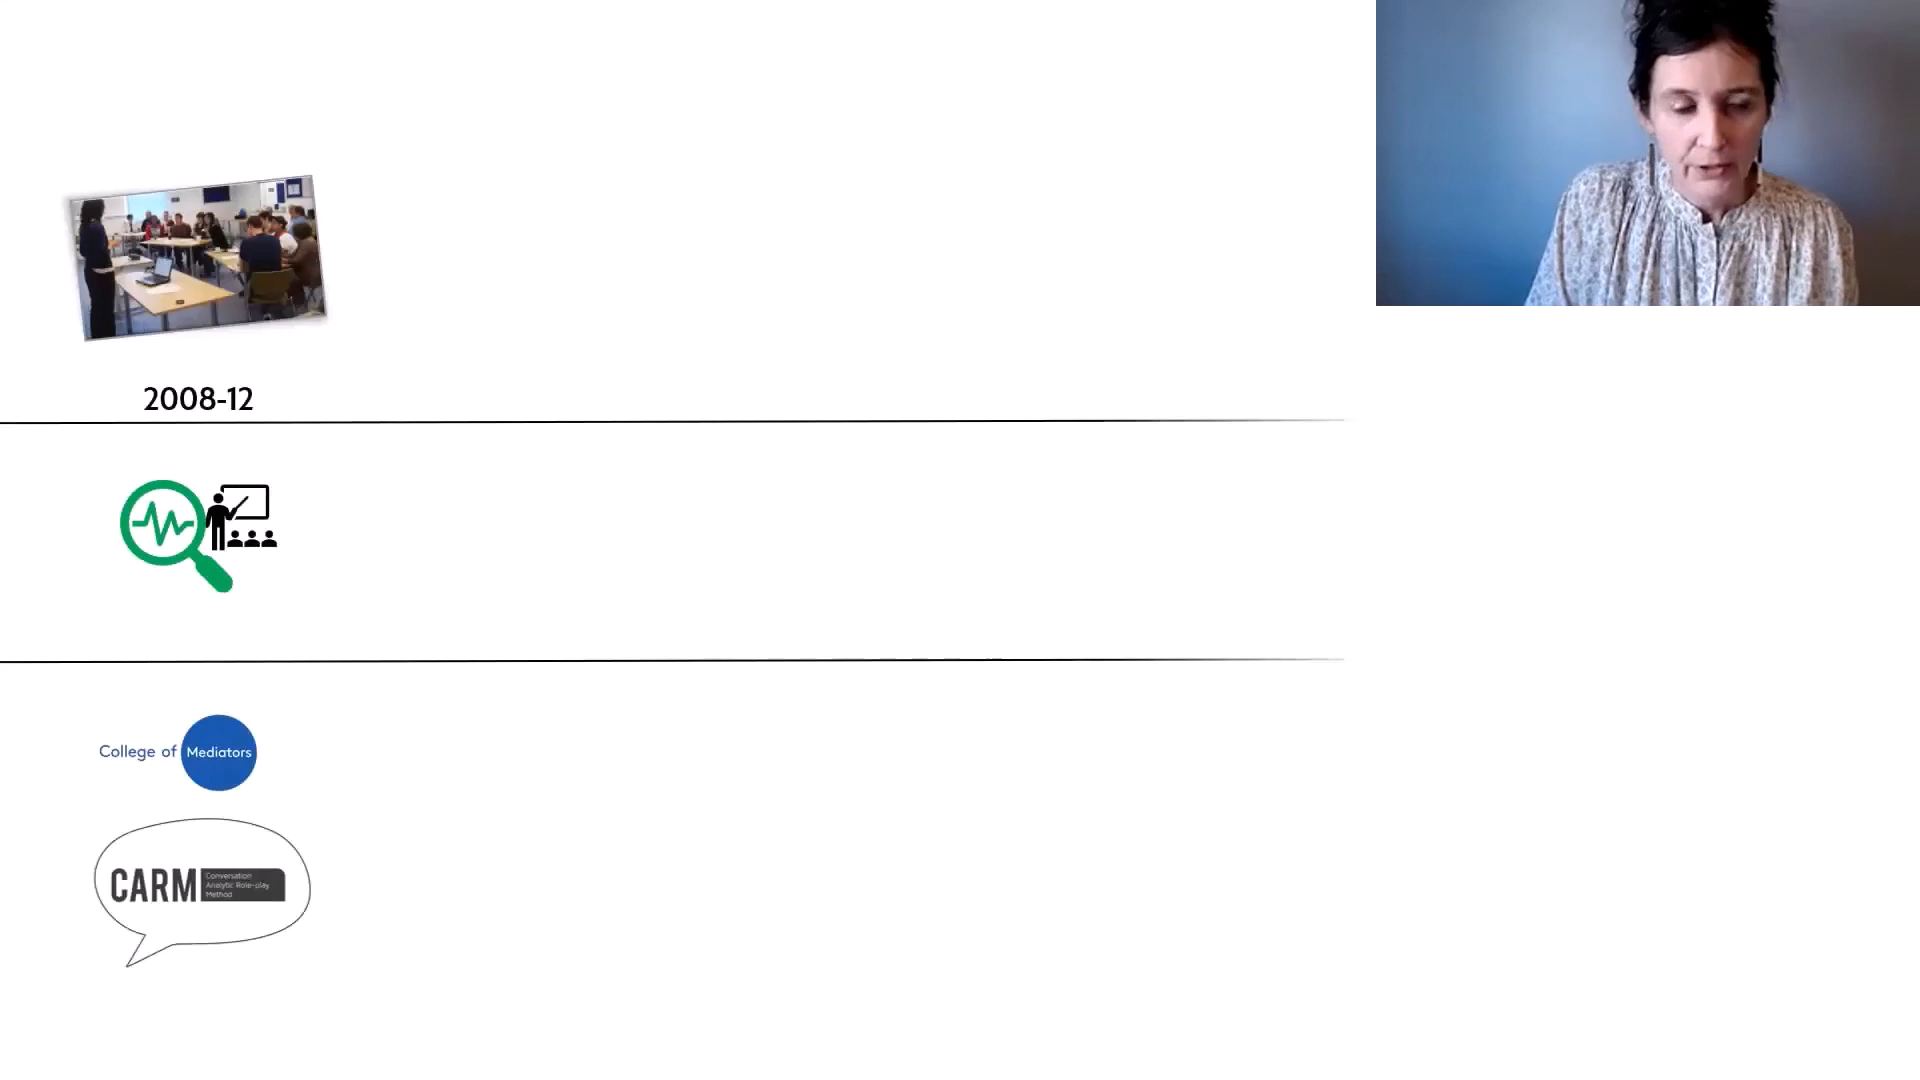 2008-12
College of Mediators
CARM
Conversation
Analytic Role-play
Method